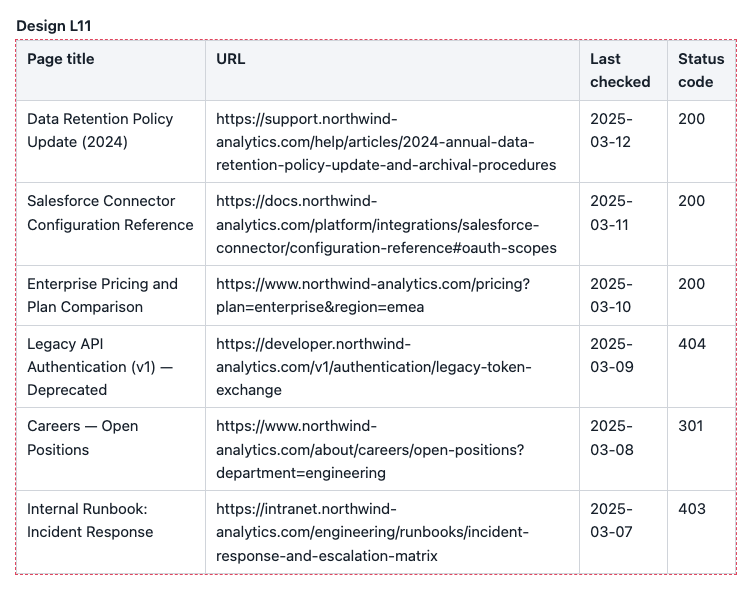 Design L11
Page title URL Last checked Status code
Data Retention Policy Update (2024) https://support.northwind-analytics.com/help/articles/2024-annual-data-retention-policy-update-and-archival-procedures 2025-03-12 200
Salesforce Connector Configuration Reference https://docs.northwind-analytics.com/platform/integrations/salesforce-connector/configuration-reference#oauth-scopes 2025-03-11 200
Enterprise Pricing and Plan Comparison https://www.northwind-analytics.com/pricing?plan=enterprise&region=emea 2025-03-10 200
Legacy API Authentication (v1) — Deprecated https://developer.northwind-analytics.com/v1/authentication/legacy-token-exchange 2025-03-09 404
Careers — Open Positions https://www.northwind-analytics.com/about/careers/open-positions?department=engineering 2025-03-08 301
Internal Runbook: Incident Response https://intranet.northwind-analytics.com/engineering/runbooks/incident-response-and-escalation-matrix 2025-03-07 403